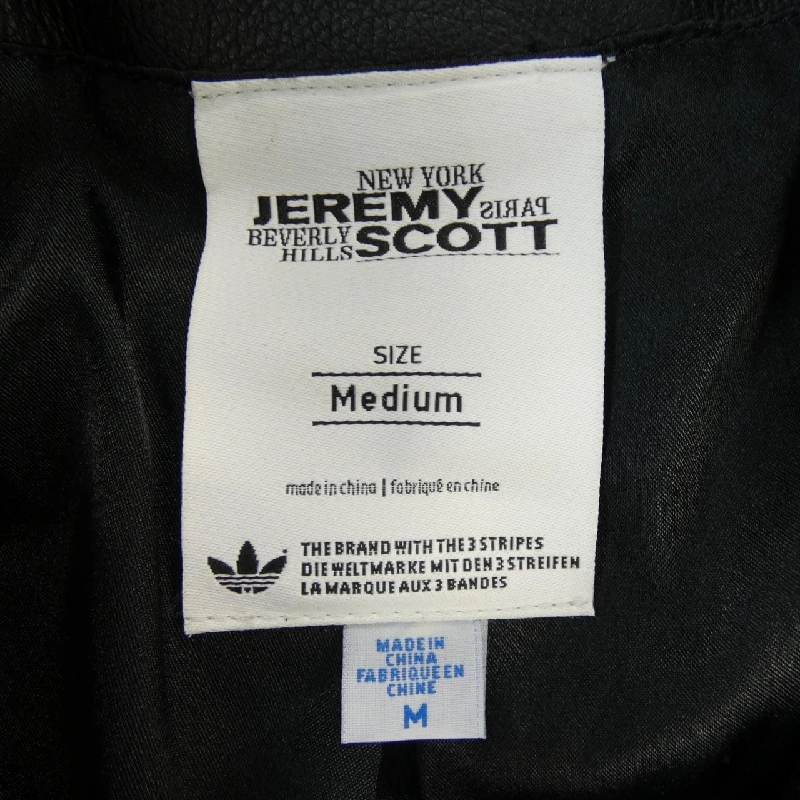 NEW YORK
JEREMY PARIS
BEVERLY HILLS SCOTT
SIZE
Medium
made in china | fabriqué en chine
THE BRAND WITH THE 3 STRIPES
DIE WELTMARKE MIT DEN 3 STREIFEN
LA MARQUE AUX 3 BANDES
MADE IN
CHINA
FABRIQUE EN
CHINE
M